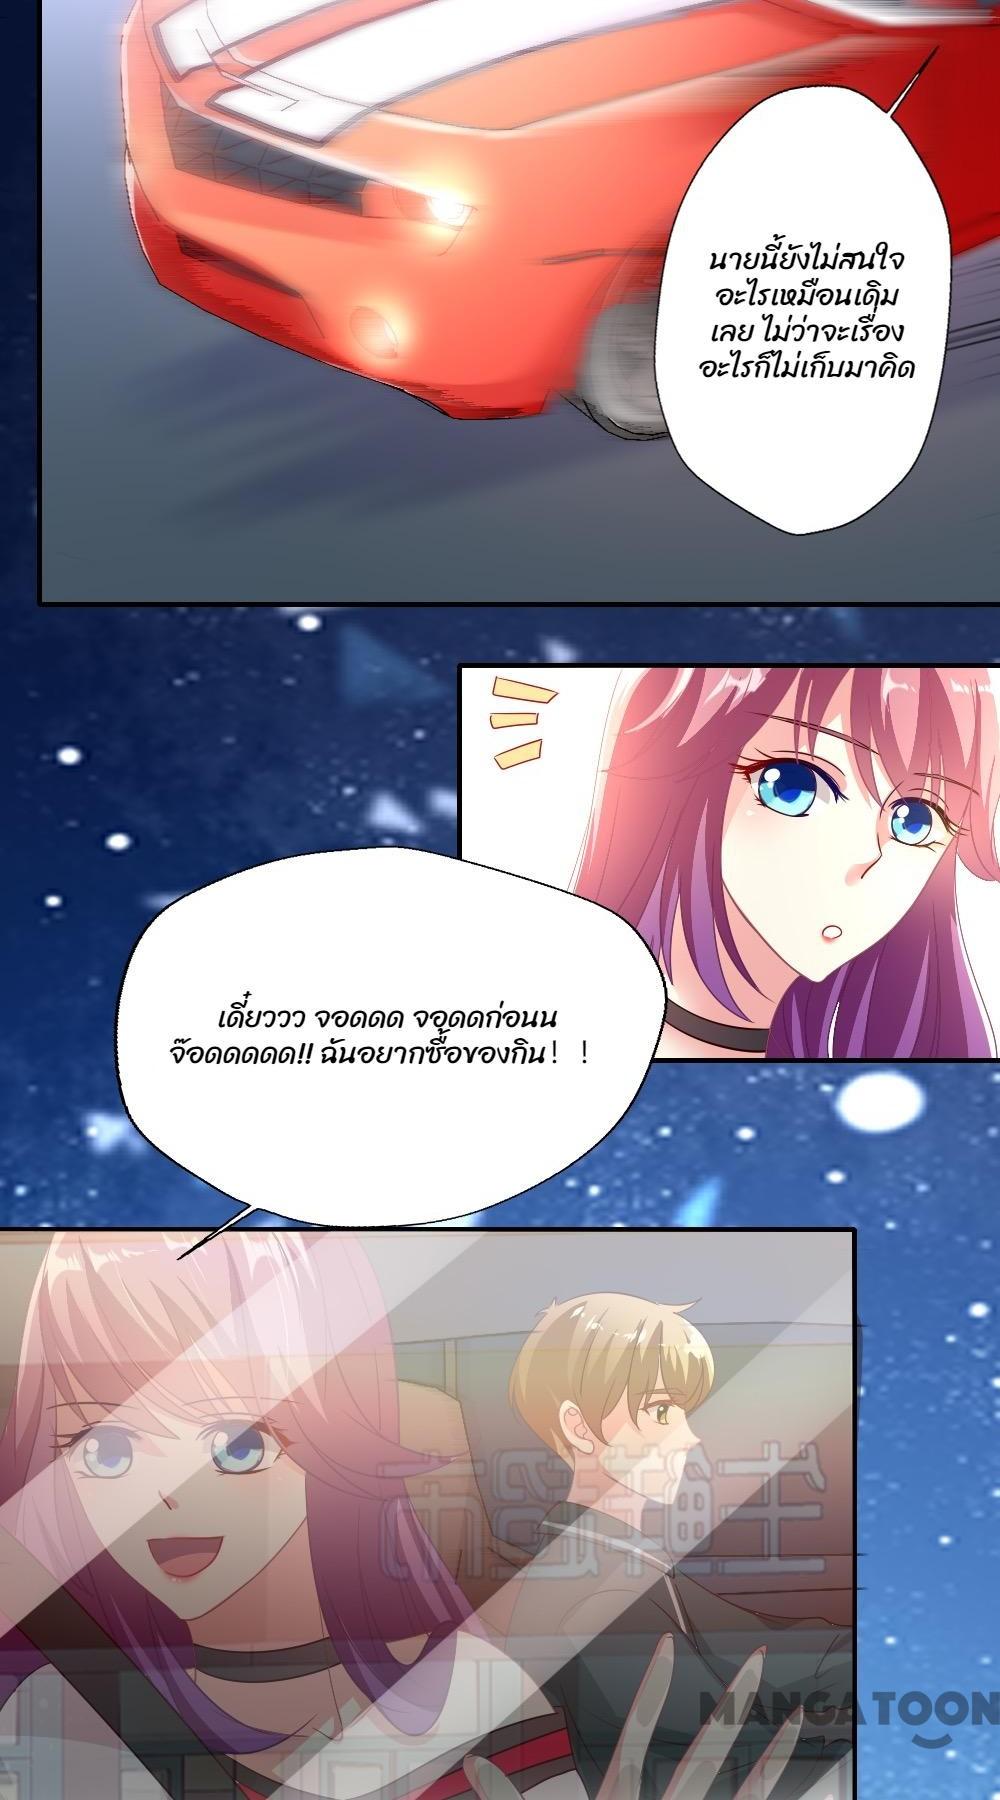 นายนี้ยังไม่สนใจ
อะไรเหมือนเดิม
เลย ไม่ว่าจะเรื่อง
อะไรก็ไม่เก็บมาคิด
เดี๋ยววว จอดดด จอดดก่อนน
จ๊อดดดดด!! ฉันอยากซื้อของกิน! !
MANGATOON